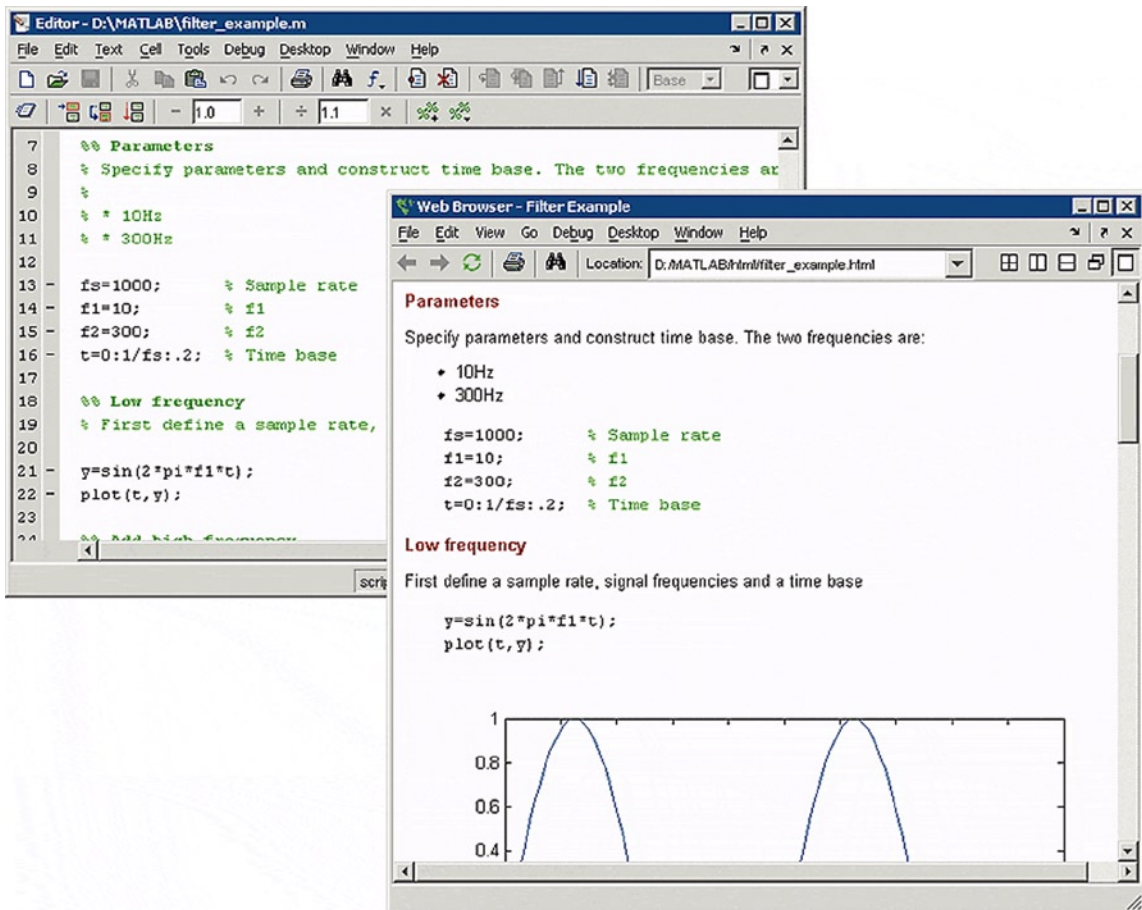 Editor - D:\MATLAB\filter_example.m
File Edit Text Cell Tools Debug Desktop Window Help
Base
- 1.0 + ÷ 1.1 ×
7 %% Parameters
8 % Specify parameters and construct time base. The two frequencies ar
9 %
10 % * 10Hz
11 % * 300Hz
12
13 - fs=1000; % Sample rate
14 - f1=10; % f1
15 - f2=300; % f2
16 - t=0:1/fs:.2; % Time base
17
18 %% Low frequency
19 % First define a sample rate,
20
21 - y=sin(2*pi*f1*t);
22 - plot(t,y);
23
24 %% Add high frequency
scrip
Web Browser - Filter Example
File Edit View Go Debug Desktop Window Help
Location: D:/MATLAB/html/filter_example.html
Parameters
Specify parameters and construct time base. The two frequencies are:
• 10Hz
• 300Hz
fs=1000; % Sample rate
f1=10; % f1
f2=300; % f2
t=0:1/fs:.2; % Time base
Low frequency
First define a sample rate, signal frequencies and a time base
y=sin(2*pi*f1*t);
plot(t,y);
1
0.8
0.6
0.4